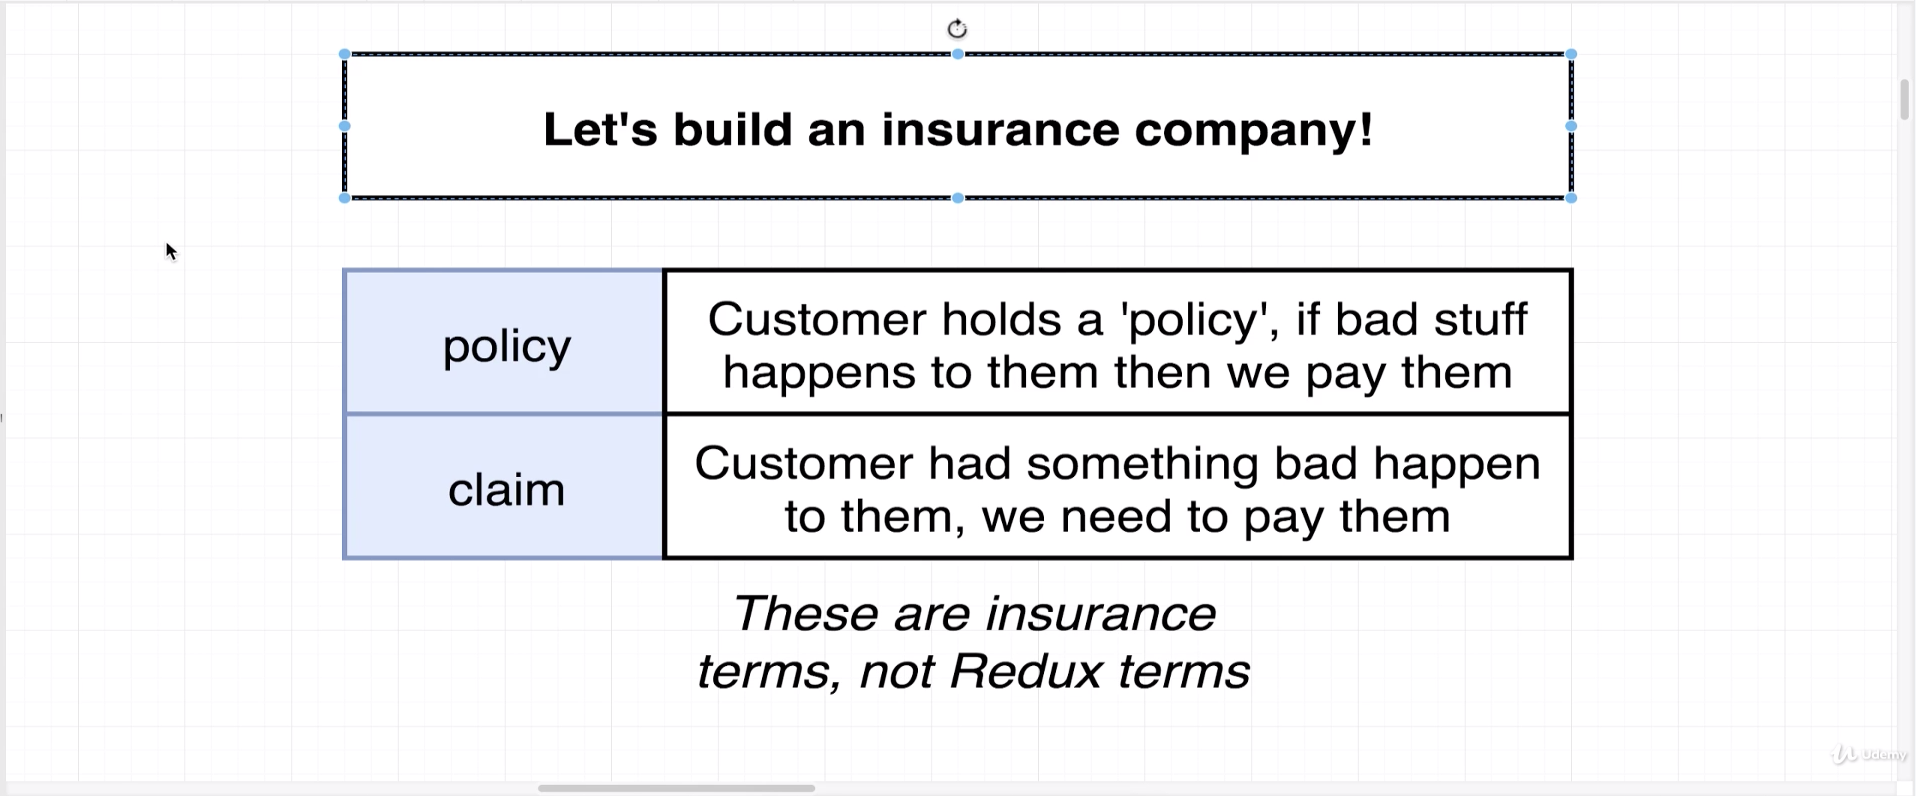 Let's build an insurance company!
policy
Customer holds a 'policy', if bad stuff
happens to them then we pay them
claim
Customer had something bad happen
to them, we need to pay them
These are insurance
terms, not Redux terms
Udemy